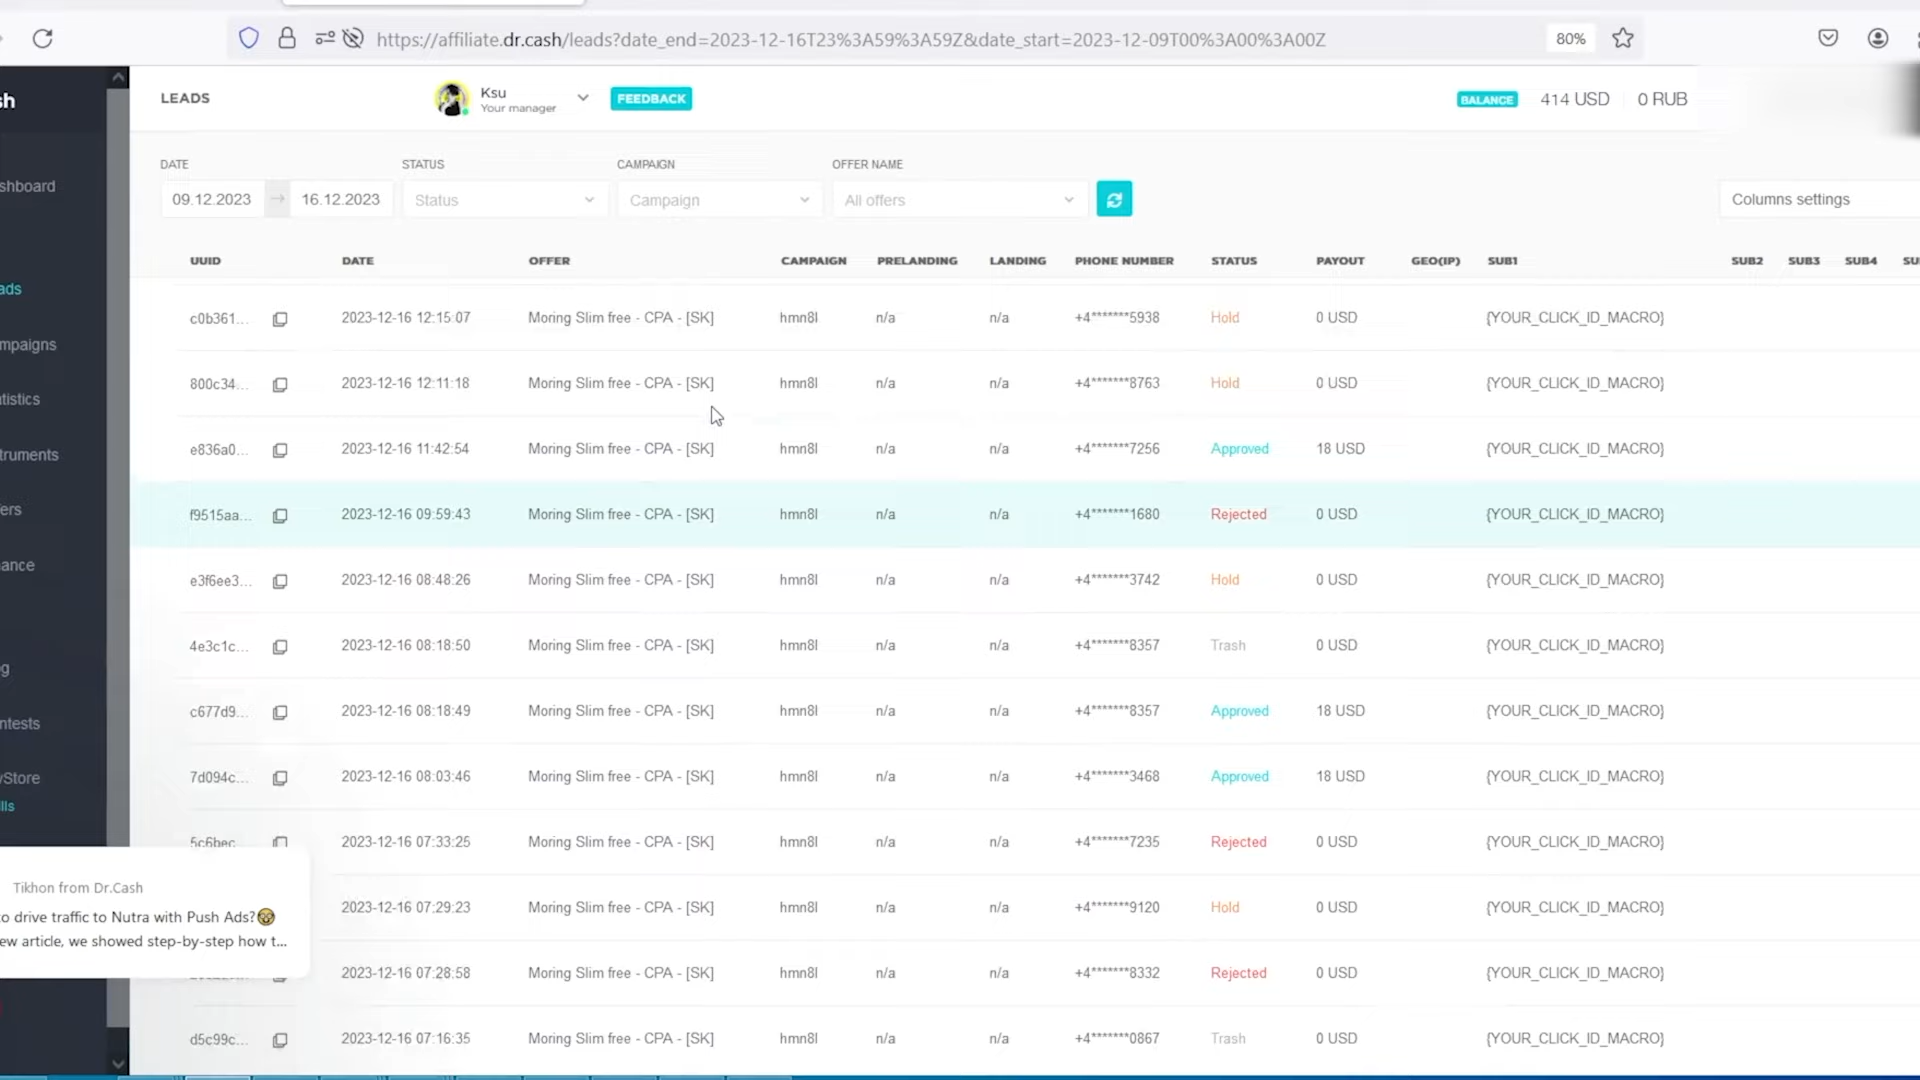 https://affiliate.dr.cash/leads?date_end=2023-12-16T23%3A59%3A59Z&date_start=2023-12-09T00%3A00%3A00Z 80%
sh LEADS Ksu FEEDBACK BALANCE 414 USD 0 RUB
Your manager
DATE STATUS CAMPAIGN OFFER NAME
shboard
09.12.2023 → 16.12.2023 Status Campaign All offers Columns settings
UUID DATE OFFER CAMPAIGN PRELANDING LANDING PHONE NUMBER STATUS PAYOUT GEO(IP) SUB1 SUB2 SUB3 SUB4 SU
ads
c0b361... 2023-12-16 12:15:07 Moring Slim free - CPA - [SK] hmn8l n/a n/a +4*******5938 Hold 0 USD {YOUR_CLICK_ID_MACRO}
mpaigns
800c34... 2023-12-16 12:11:18 Moring Slim free - CPA - [SK] hmn8l n/a n/a +4*******8763 Hold 0 USD {YOUR_CLICK_ID_MACRO}
tistics
e836a0... 2023-12-16 11:42:54 Moring Slim free - CPA - [SK] hmn8l n/a n/a +4*******7256 Approved 18 USD {YOUR_CLICK_ID_MACRO}
truments
f9515aa... 2023-12-16 09:59:43 Moring Slim free - CPA - [SK] hmn8l n/a n/a +4*******1680 Rejected 0 USD {YOUR_CLICK_ID_MACRO}
ers
ance
e3f6ee3... 2023-12-16 08:48:26 Moring Slim free - CPA - [SK] hmn8l n/a n/a +4*******3742 Hold 0 USD {YOUR_CLICK_ID_MACRO}
4e3c1c... 2023-12-16 08:18:50 Moring Slim free - CPA - [SK] hmn8l n/a n/a +4*******8357 Trash 0 USD {YOUR_CLICK_ID_MACRO}
g
c677d9... 2023-12-16 08:18:49 Moring Slim free - CPA - [SK] hmn8l n/a n/a +4*******8357 Approved 18 USD {YOUR_CLICK_ID_MACRO}
ntests
7d094c... 2023-12-16 08:03:46 Moring Slim free - CPA - [SK] hmn8l n/a n/a +4*******3468 Approved 18 USD {YOUR_CLICK_ID_MACRO}
yStore
lls
5c6bec 2023-12-16 07:33:25 Moring Slim free - CPA - [SK] hmn8l n/a n/a +4*******7235 Rejected 0 USD {YOUR_CLICK_ID_MACRO}
Tikhon from Dr.Cash
to drive traffic to Nutra with Push Ads?🤓
ew article, we showed step-by-step how t...
2023-12-16 07:29:23 Moring Slim free - CPA - [SK] hmn8l n/a n/a +4*******9120 Hold 0 USD {YOUR_CLICK_ID_MACRO}
2023-12-16 07:28:58 Moring Slim free - CPA - [SK] hmn8l n/a n/a +4*******8332 Rejected 0 USD {YOUR_CLICK_ID_MACRO}
d5c99c... 2023-12-16 07:16:35 Moring Slim free - CPA - [SK] hmn8l n/a n/a +4*******0867 Trash 0 USD {YOUR_CLICK_ID_MACRO}